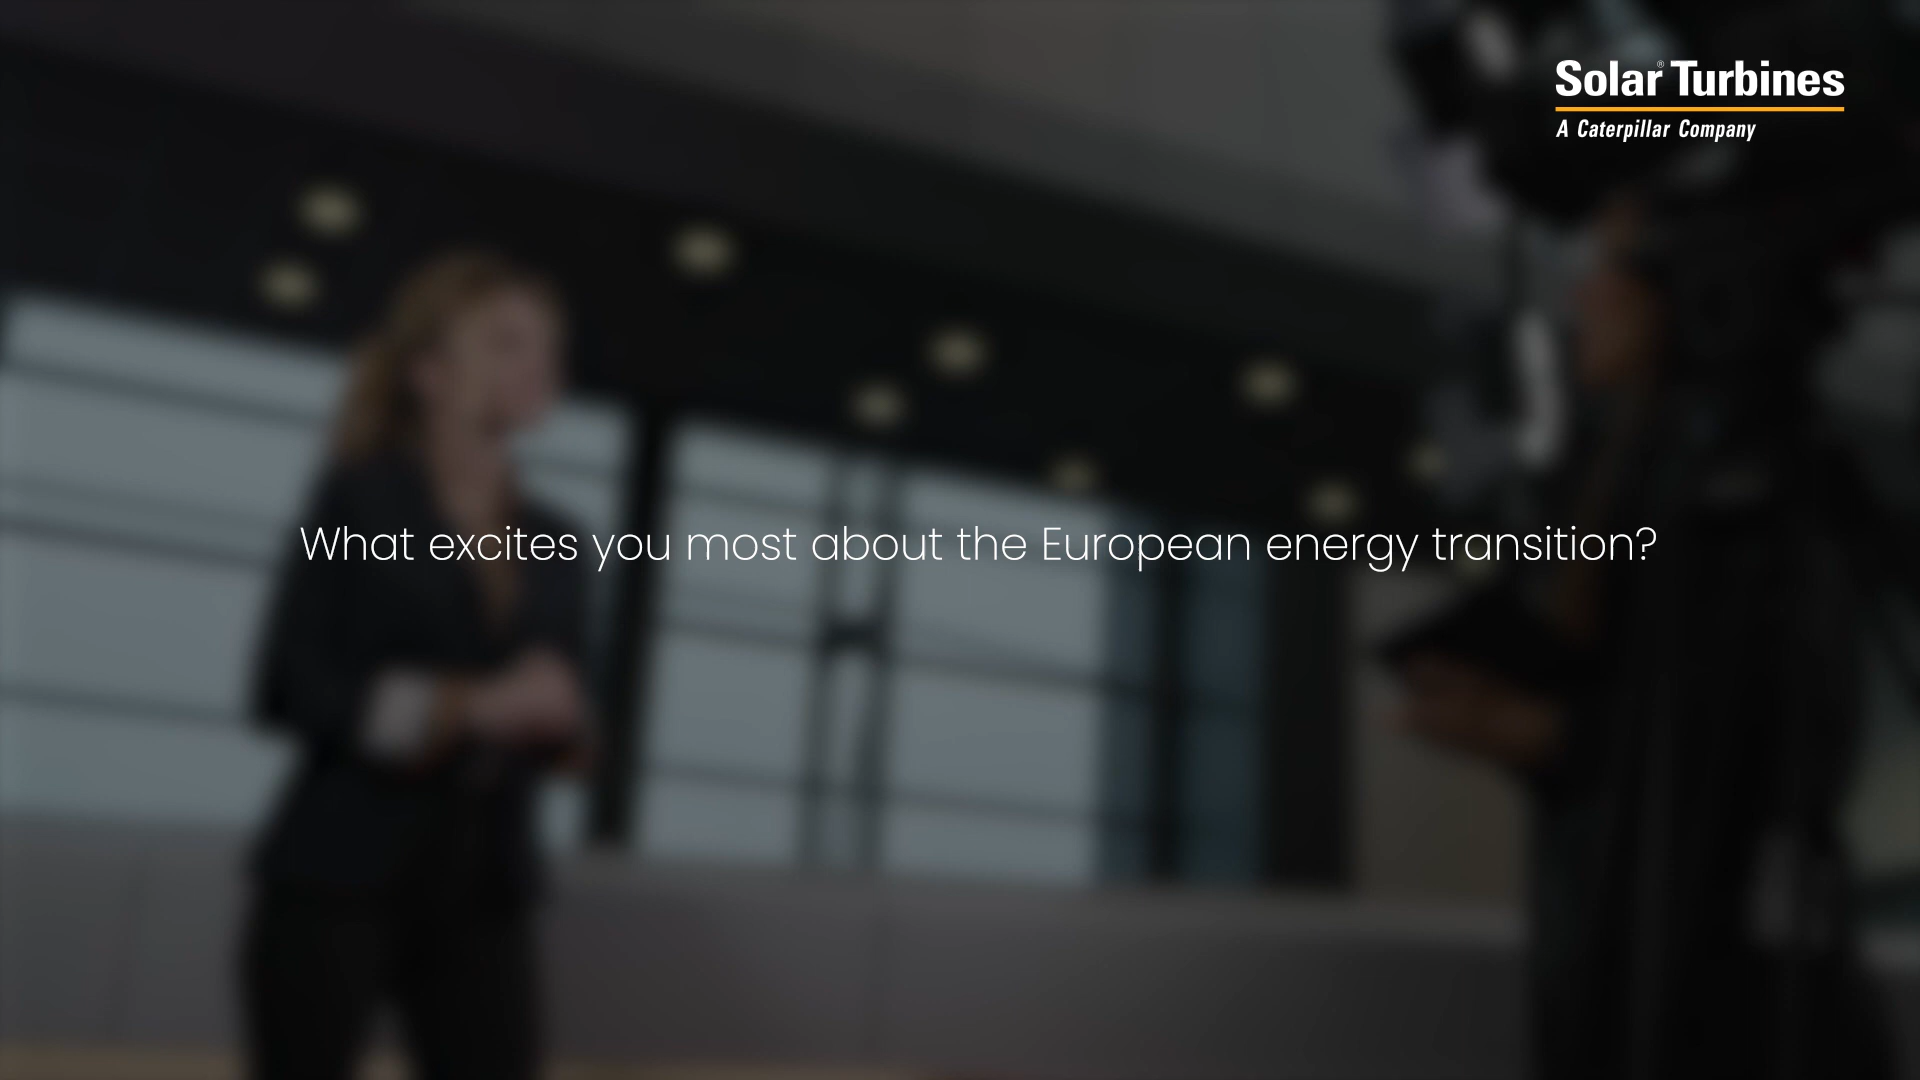 Solar® Turbines
A Caterpillar Company
What excites you most about the European energy transition?